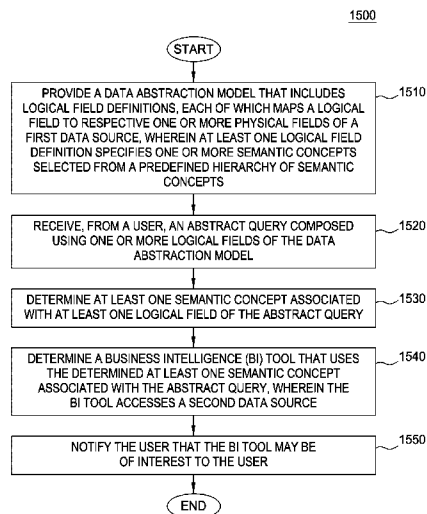 1500
START
PROVIDE A DATA ABSTRACTION MODEL THAT INCLUDES
LOGICAL FIELD DEFINITIONS, EACH OF WHICH MAPS A LOGICAL
FIELD TO RESPECTIVE ONE OR MORE PHYSICAL FIELDS OF A
FIRST DATA SOURCE, WHEREIN AT LEAST ONE LOGICAL FIELD
DEFINITION SPECIFIES ONE OR MORE SEMANTIC CONCEPTS
SELECTED FROM A PREDEFINED HIERARCHY OF SEMANTIC
CONCEPTS
1510
RECEIVE, FROM A USER, AN ABSTRACT QUERY COMPOSED
USING ONE OR MORE LOGICAL FIELDS OF THE DATA
ABSTRACTION MODEL
1520
DETERMINE AT LEAST ONE SEMANTIC CONCEPT ASSOCIATED
WITH AT LEAST ONE LOGICAL FIELD OF THE ABSTRACT QUERY
1530
DETERMINE A BUSINESS INTELLIGENCE (BI) TOOL THAT USES
THE DETERMINED AT LEAST ONE SEMANTIC CONCEPT
ASSOCIATED WITH THE ABSTRACT QUERY, WHEREIN THE
BI TOOL ACCESSES A SECOND DATA SOURCE
1540
NOTIFY THE USER THAT THE BI TOOL MAY BE
OF INTEREST TO THE USER
1550
END